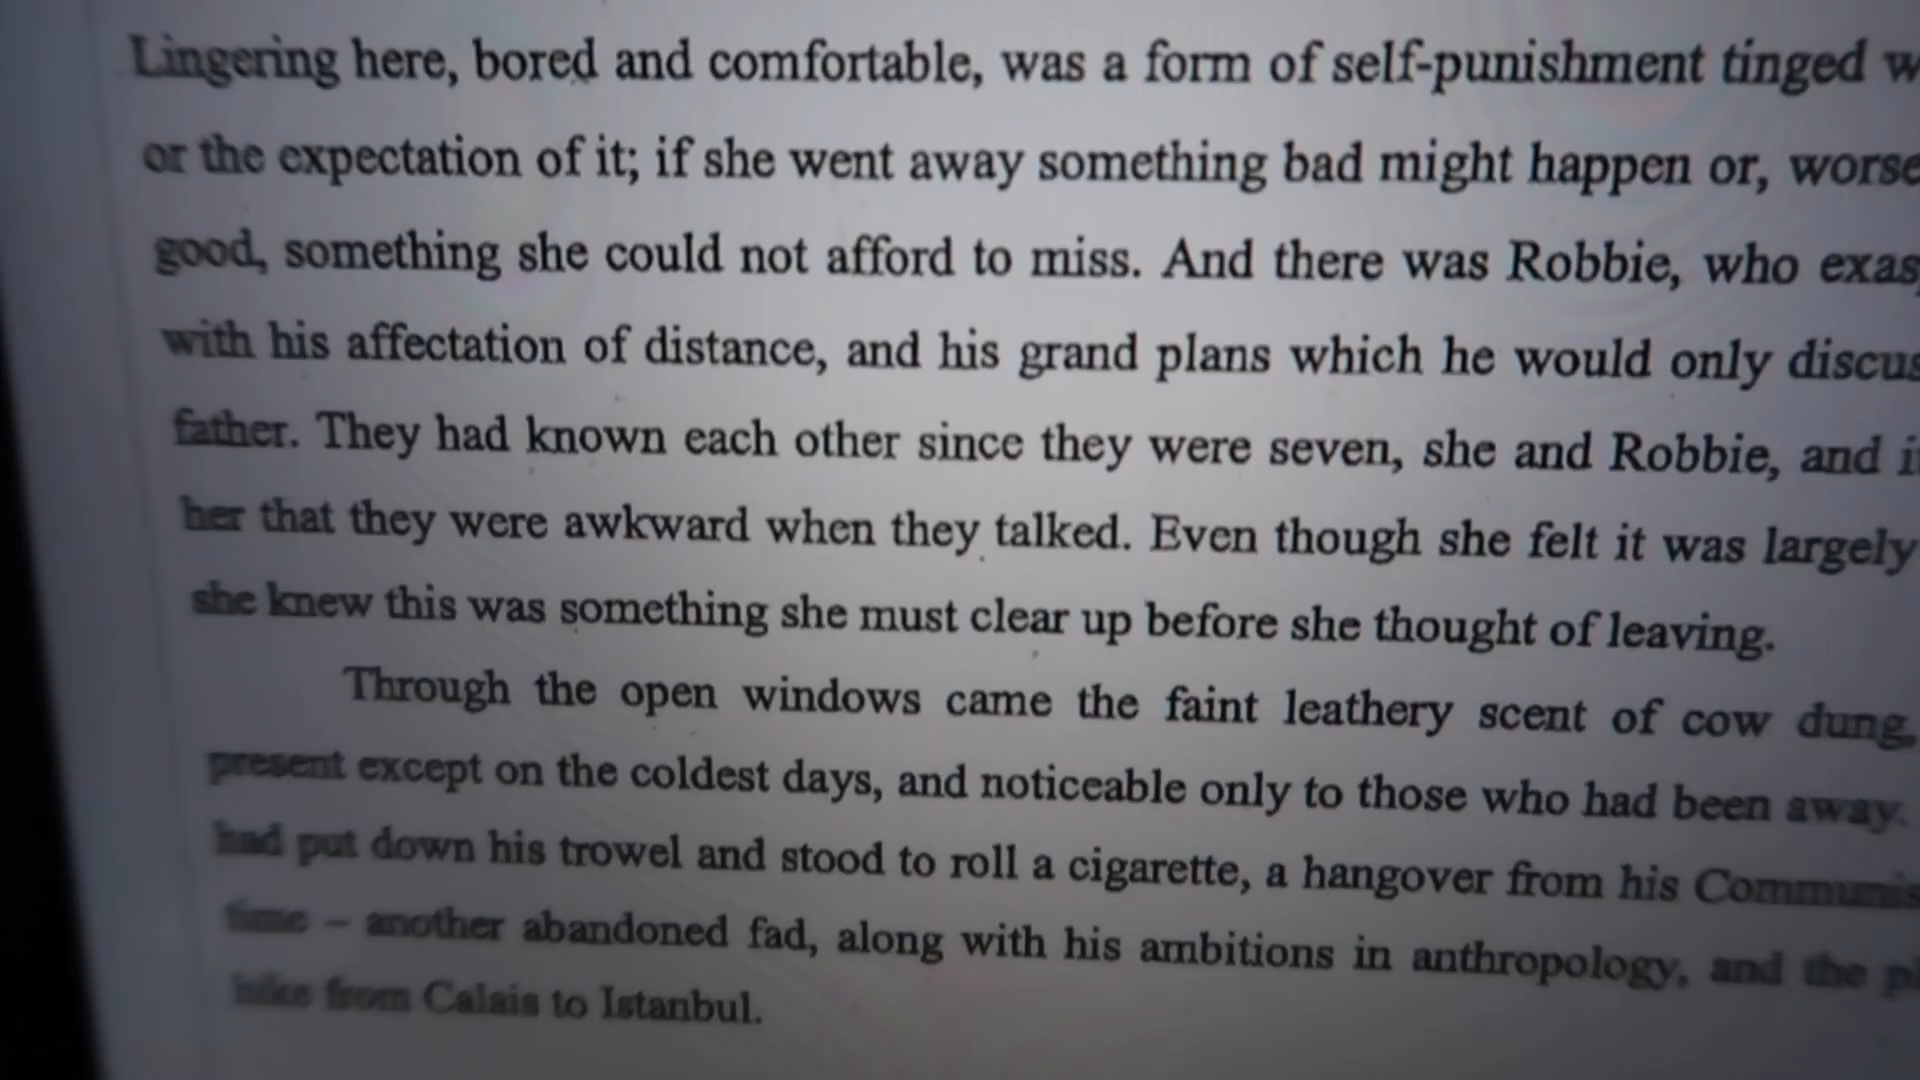 Lingering here, bored and comfortable, was a form of self-punishment tinged w
or the expectation of it; if she went away something bad might happen or, worse
good, something she could not afford to miss. And there was Robbie, who exas
with his affectation of distance, and his grand plans which he would only discus
father. They had known each other since they were seven, she and Robbie, and i
her that they were awkward when they talked. Even though she felt it was largely
she knew this was something she must clear up before she thought of leaving.
Through the open windows came the faint leathery scent of cow dung,
present except on the coldest days, and noticeable only to those who had been away.
had put down his trowel and stood to roll a cigarette, a hangover from his Communis
time – another abandoned fad, along with his ambitions in anthropology, and the pl
hike from Calais to Istanbul.